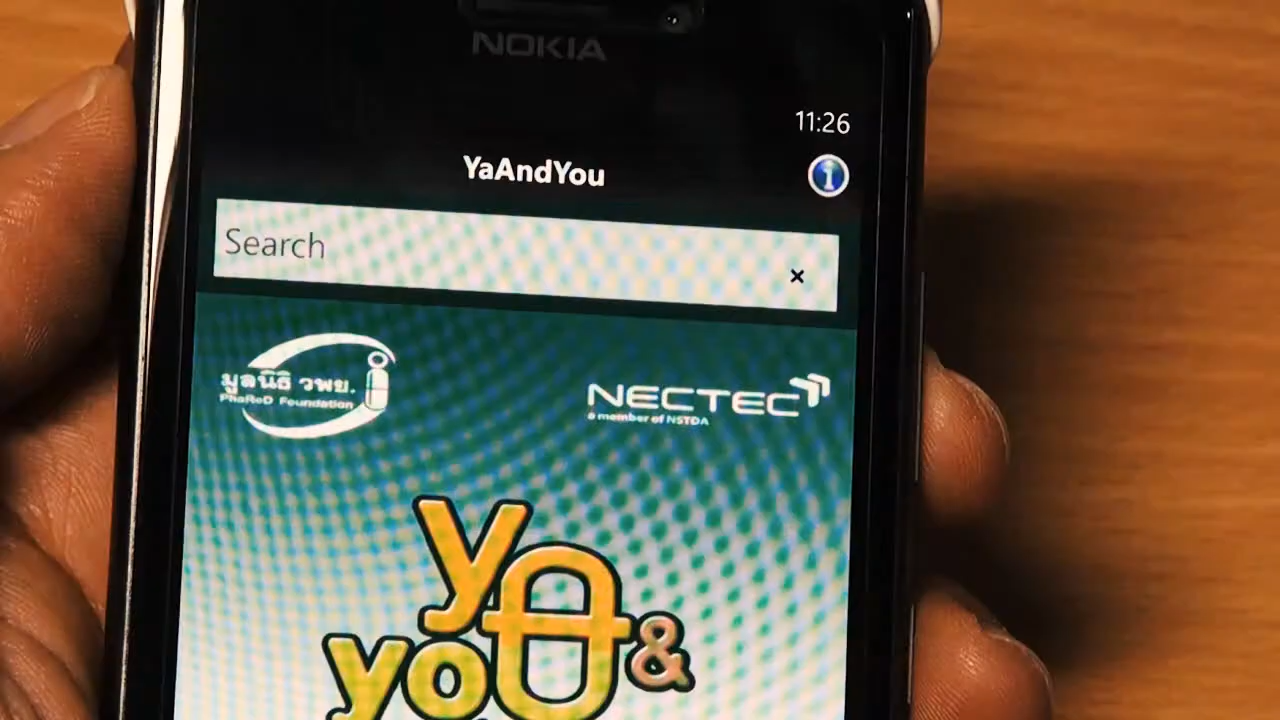 NOKIA
11:26
YaAndYou
Search
มูลนิธิ วพย.
PhaReD Foundation
NECTEC
a member of NSTDA
ya &
you